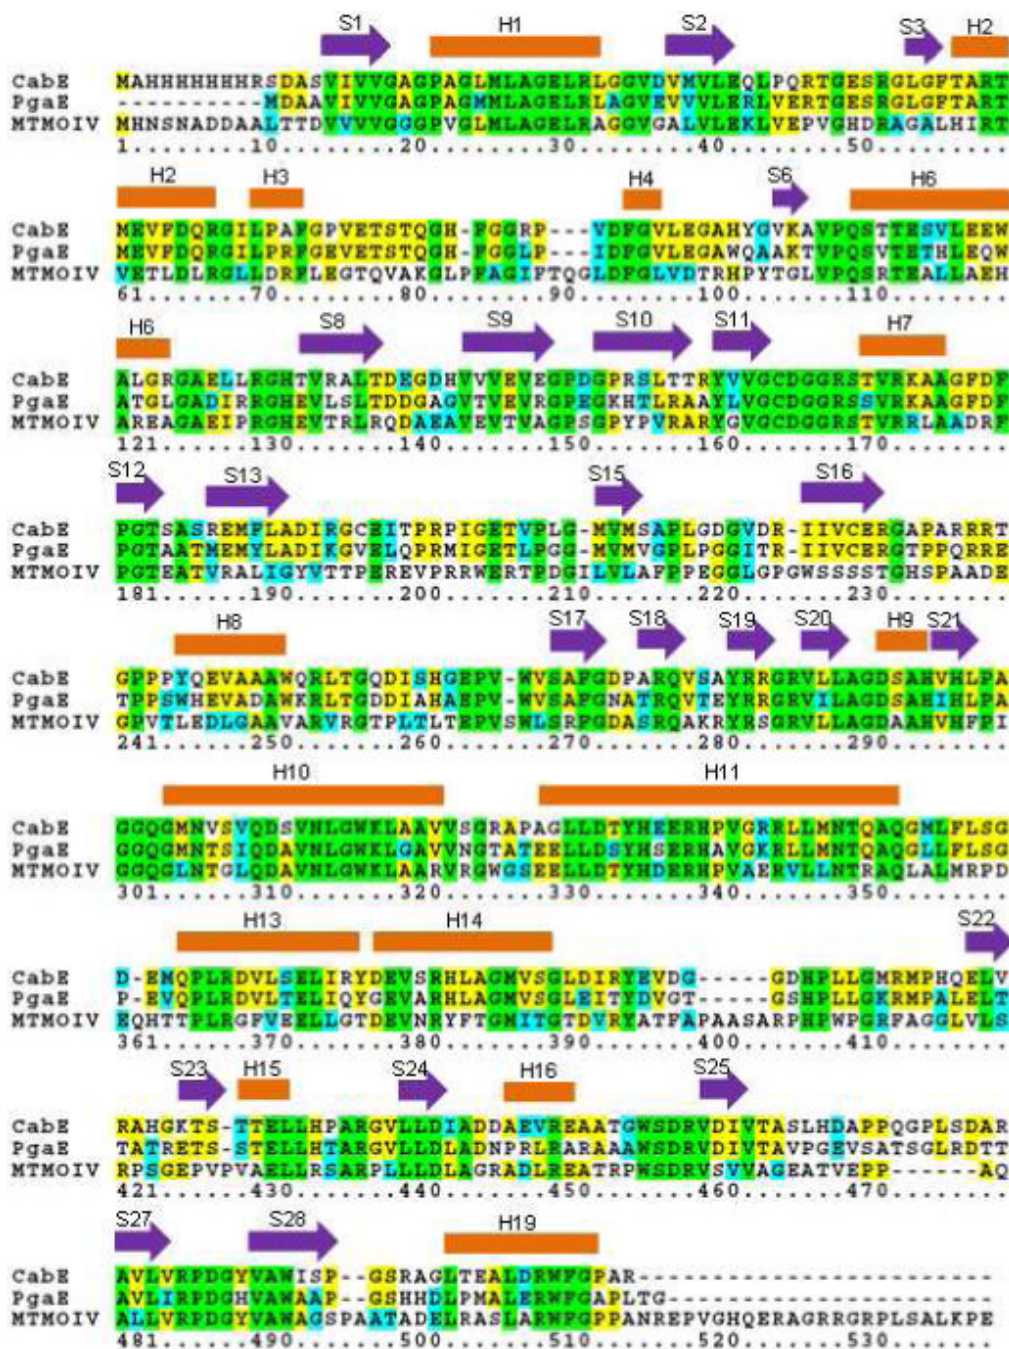 S1 H1 S2 S3 H2
CabE MAHHHHHHHRSDASVIVVGAGPAGLMLAGELRLGGVDVMVLEQLPQRTGESRGLGFTART
PgaE ----------MDAAVIVVGAGPAGMMLAGELRLAGVEVVVLERLVERTGESRGLGFTART
MTMOIV MHNSNADDAALTTDVVVVGGGPVGLMLAGELRAGGVGALVLEKLVEPVGHDRAGALHIRT
1........10........20........30........40........50.........
H2 H3 H4 S6 H6
CabE MEVFDQRGILPAFGPVETSTQGH-FGGRP---VDFGVLEGAHYGVKAVPQSTTESVLEEW
PgaE MEVFDQRGILPRFGEVETSTQGH-FGGLP---IDFGVLEGAWQAAKTVPQSVTETHLEQW
MTMOIV VETLDLRGLLDRFLEGTQVAKGLPFAGIFTQGLDFGLVDTRHPYTGLVPQSRTEALLAEH
61.......70........80........90........100.......110.........
H6 S8 S9 S10 S11 H7
CabE ALGRGAELLRGHTVRALTDEGDHVVVEVEGPDGPRSLTTRYVVGCDGGRSTVRKAAGFDF
PgaE ATGLGADIRRGHEVLSLTDDGAGVTVEVRGPEGKHTLRAAYLVGCDGGRSSVRKAAGFDF
MTMOIV AREAGAEIPRGHEVTRLRQDAEAVEVTVAGPSGPYPVRARYGVGCDGGRSTVRRLAADRF
121......130.......140.......150.......160.......170.........
S12 S13 S15 S16
CabE PGTSASREMFLADIRGCEITPRPIGETVPLG-MVMSAPLGDGVDR-IIVCERGAPARRRT
PgaE PGTAATMEMYLADIKGVELQPRMIGETLPGG-MVMVGPLPGGITR-IIVCERGTPPQRRE
MTMOIV PGTEATVRALIGYVTTPEREVPRRWERTPDGILVLAFPPEGGLGPGWSSSSTGHSPAADE
181......190.......200.......210.......220.......230.........
H8 S17 S18 S19 S20 H9 S21
CabE GPPPYQEVAAAWQRLTGQDISHGEPV-WVSAFGDPARQVSAYRRGRVLLAGDSAHVHLPA
PgaE TPPSWHEVADAWKRLTGDDIAHAEPV-WVSAFGNATRQVTEYRRGRVILAGDSAHIHLPA
MTMOIV GPVTLEDLGAAVARVRGTPLTLTEPVSWLSRFGDASRQAKRYRSGRVLLAGDAAHVHFPI
241......250.......260.......270.......280.......290.........
H10 H11
CabE GGQGMNVSVQDSVNLGWKLAAVVSGRAPAGLLDTYHEERHPVGRRLLMNTQAQGMLFLSG
PgaE GGQGMNTSIQDAVNLGWKLGAVVNGTATEELLDSYHSERHAVGKRLLMNTQAQGLLFLSG
MTMOIV GGQGLNTGLQDAVNLGWKLAARVRGWGSEELLDTYHDERHPVAERVLLNTRAQLALMRPD
301......310.......320.......330.......340.......350.........
H13 H14 S22
CabE D-EMQPLRDVLSELIRYDEVSRHLAGMVSGLDIRYEVDG-----GDHPLLGMRMPHQELV
PgaE P-EVQPLRDVLTELIQYGEVARHLAGMVSGLEITYDVGT-----GSHPLLGKRMPALELT
MTMOIV EQHTTPLRGFVEELLGTDEVNRYFTGMITGTDVRYATFAPAASARPHPWPGRFAGGLVLS
361......370.......380.......390.......400.......410.........
S23 H15 S24 H16 S25
CabE RAHGKTS-TTELLHPARGVLLDIADDAEVREAATGWSDRVDIVTASLHDAPPQGPLSDAR
PgaE TATRETS-STELLHTARGVLLDLADNPRLRARAAAWSDRVDIVTAVPGEVSATSGLRDTT
MTMOIV RPSGEPVPVAELLRSARPLLLDLAGRADLREATRPWSDRVSVVAGEATVEPP------AQ
421......430.......440.......450.......460.......470.........
S27 S28 H19
CabE AVLVRPDGYVAWISP--GSRAGLTEALDRWFGPAR------------------------
PgaE AVLIRPDGHVAWAAP--GSHHDLPMALERWFGAPLTG----------------------
MTMOIV ALLVRPDGYVAWAGSPAATADELRASLARWFGPPANREPVGHQERAGRRGRPLSALKPE
481......490.......500.......510.......520.......530........